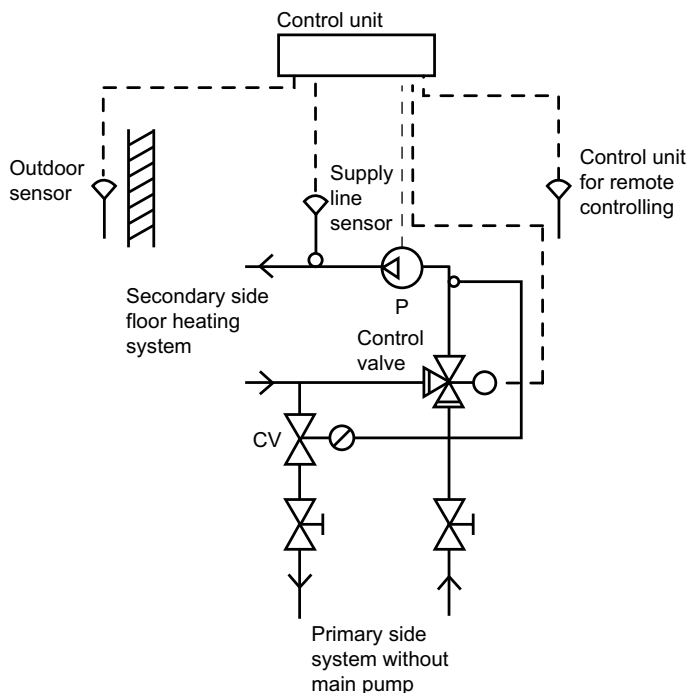 Control unit
Outdoor
sensor
Supply
line
sensor
Control unit
for remote
controlling
Secondary side
floor heating
system
P
Control
valve
CV
Primary side
system without
main pump